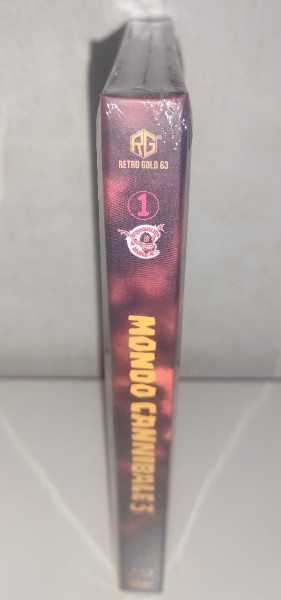 RG
RETRO GOLD 63
1
MONDO CANNIBALE 3